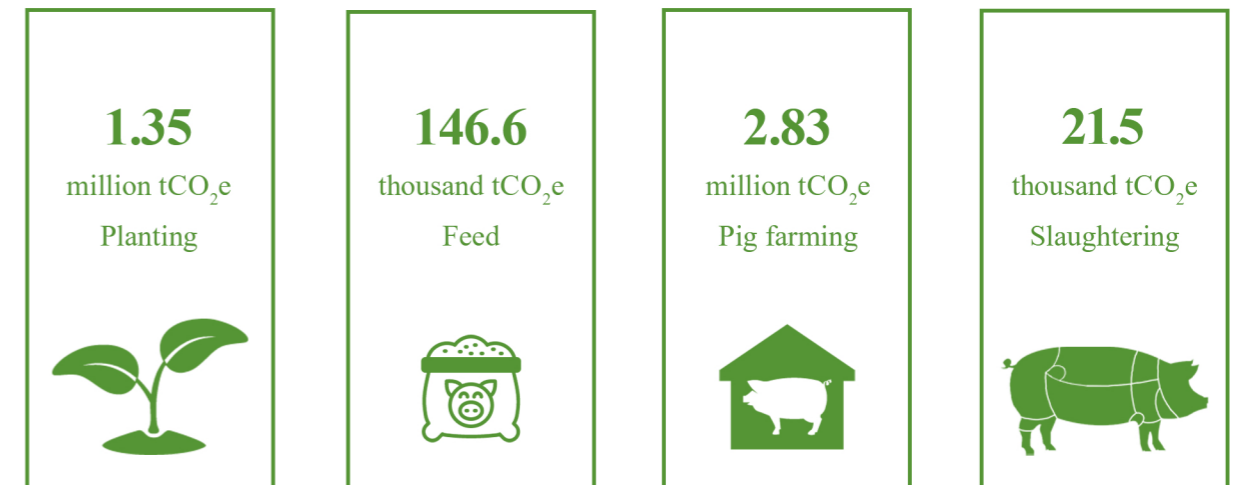 1.35
million tCO₂e
Planting
146.6
thousand tCO₂e
Feed
2.83
million tCO₂e
Pig farming
21.5
thousand tCO₂e
Slaughtering